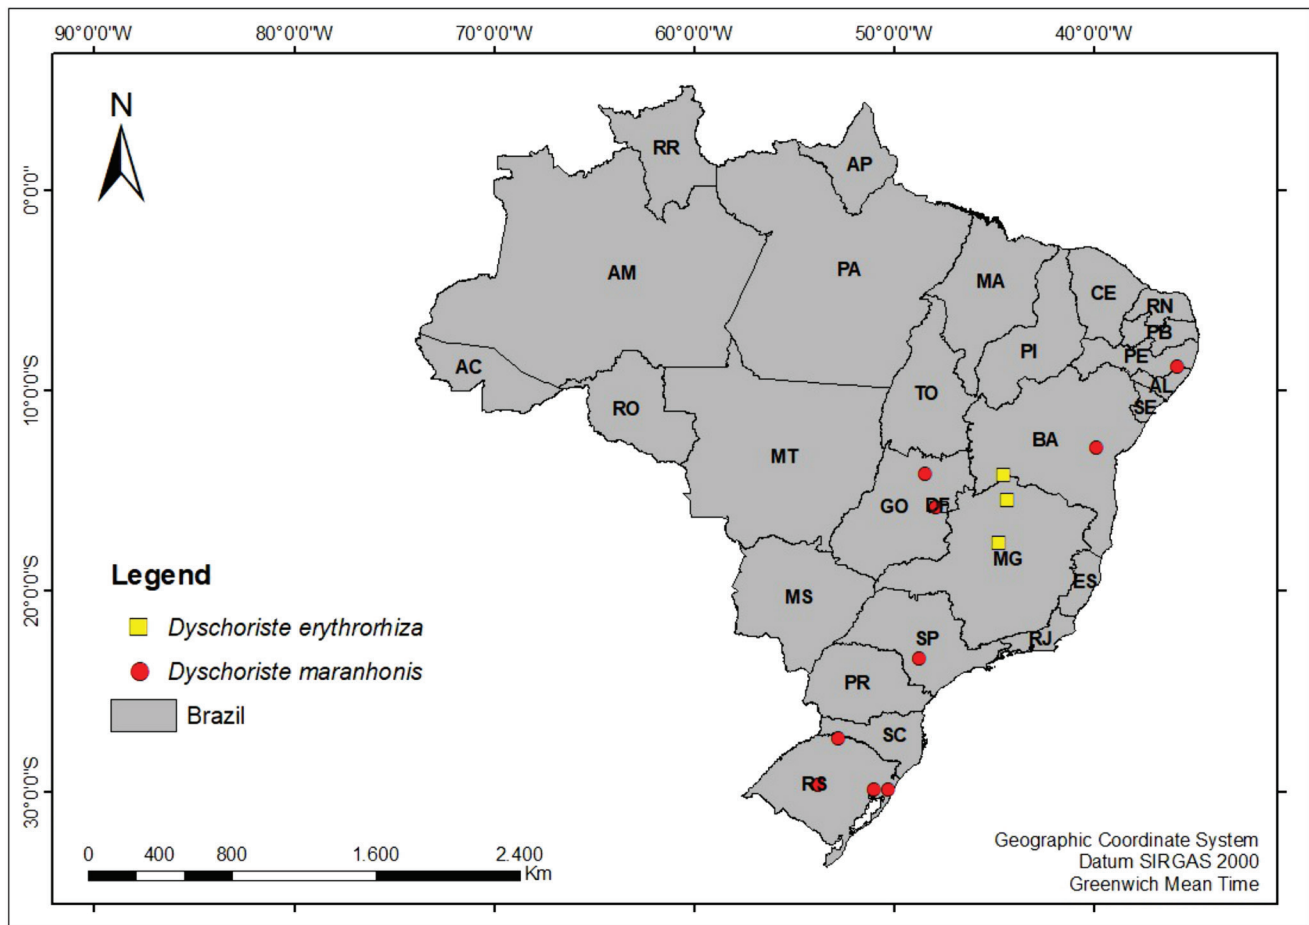 90°0'0"W 80°0'0"W 70°0'0"W 60°0'0"W 50°0'0"W 40°0'0"W
N
RR
AP
0°0'0"
AM
PA
MA
CE
RN
PB
PE
PI
AC
AL
10°0'0"S
TO
SE
RO
BA
MT
GO
DF
MG
Legend
ES
20°0'0"S
MS
Dyschoriste erythrorhiza
SP
RJ
Dyschoriste maranhonis
PR
Brazil
SC
RS
30°0'0"S
Geographic Coordinate System
Datum SIRGAS 2000
Greenwich Mean Time
0 400 800 1.600 2.400
Km